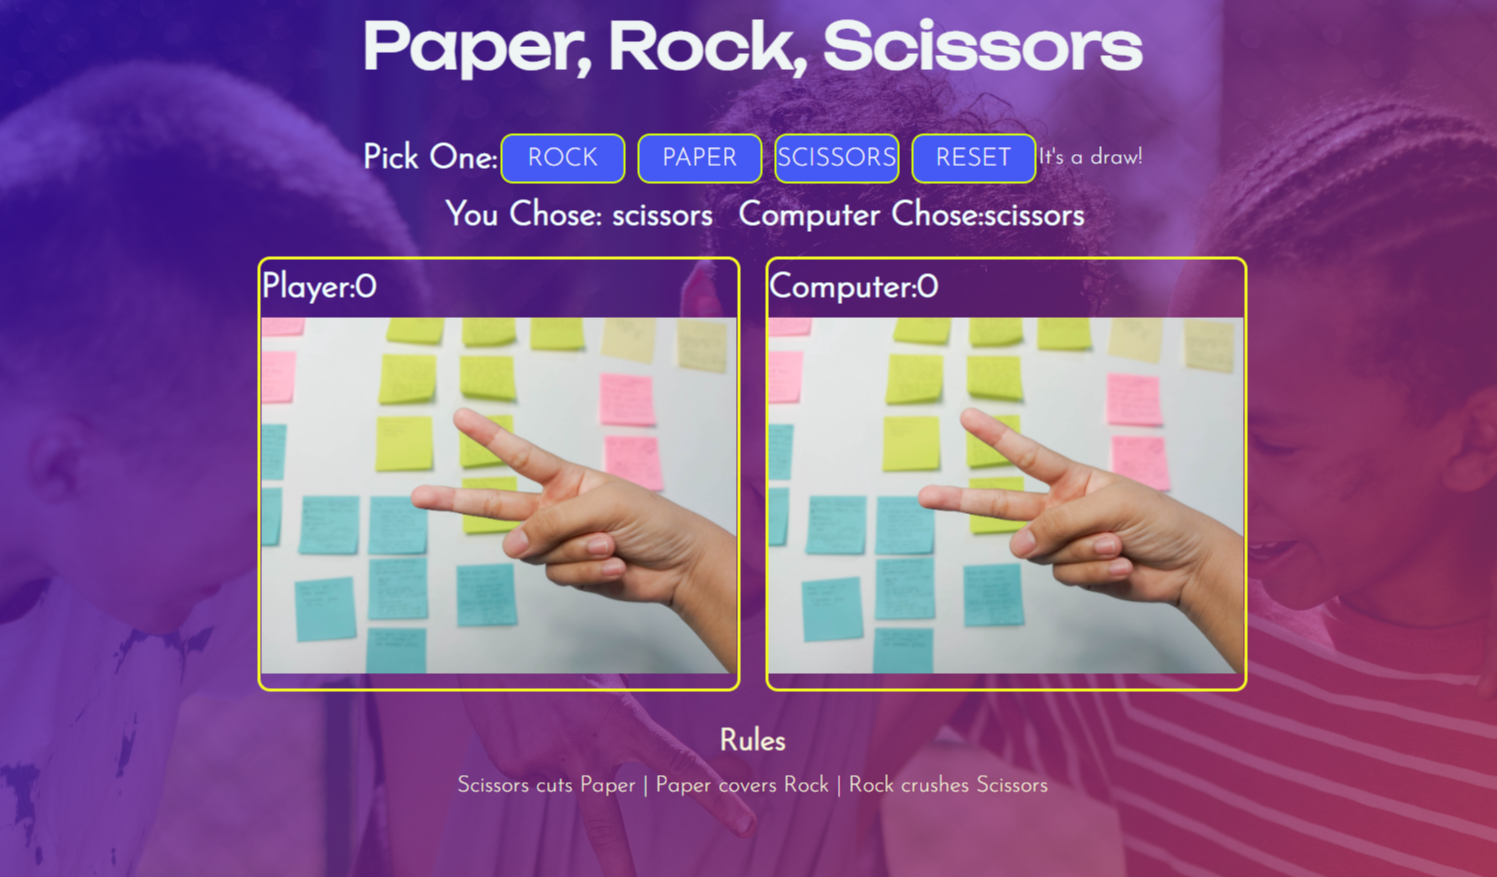 Paper, Rock, Scissors
Pick One: ROCK PAPER SCISSORS RESET It's a draw!
You Chose: scissors Computer Chose:scissors
Player:0 Computer:0
Rules
Scissors cuts Paper | Paper covers Rock | Rock crushes Scissors